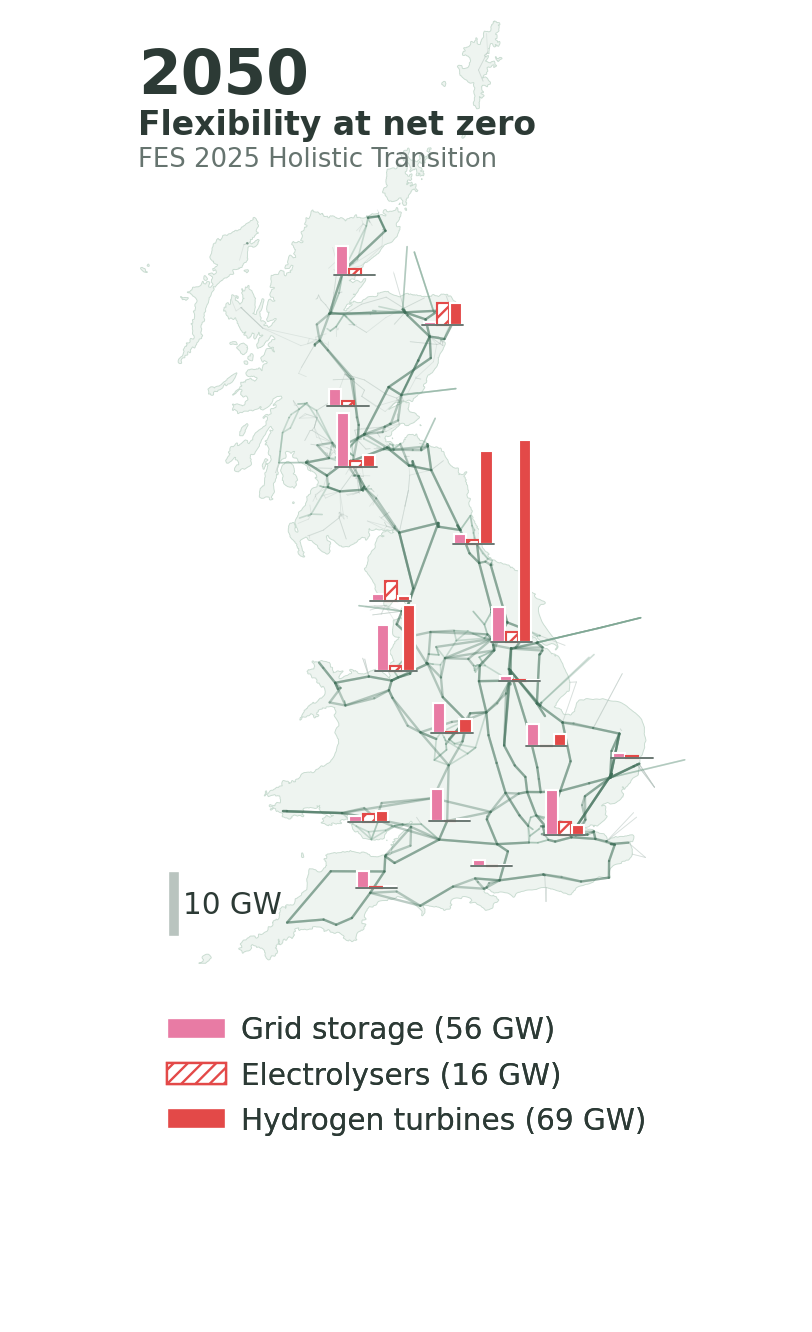 2050
Flexibility at net zero
FES 2025 Holistic Transition
10 GW
Grid storage (56 GW)
Electrolysers (16 GW)
Hydrogen turbines (69 GW)